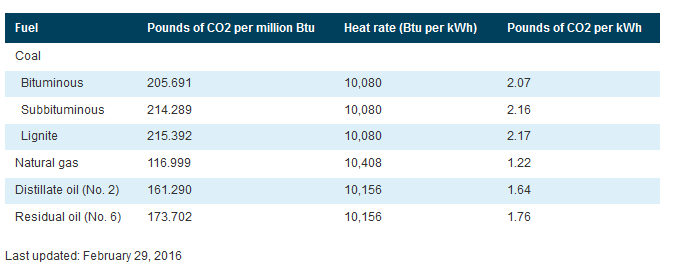 Fuel Pounds of CO2 per million Btu Heat rate (Btu per kWh) Pounds of CO2 per kWh
Coal
Bituminous 205.691 10,080 2.07
Subbituminous 214.289 10,080 2.16
Lignite 215.392 10,080 2.17
Natural gas 116.999 10,408 1.22
Distillate oil (No. 2) 161.290 10,156 1.64
Residual oil (No. 6) 173.702 10,156 1.76
Last updated: February 29, 2016